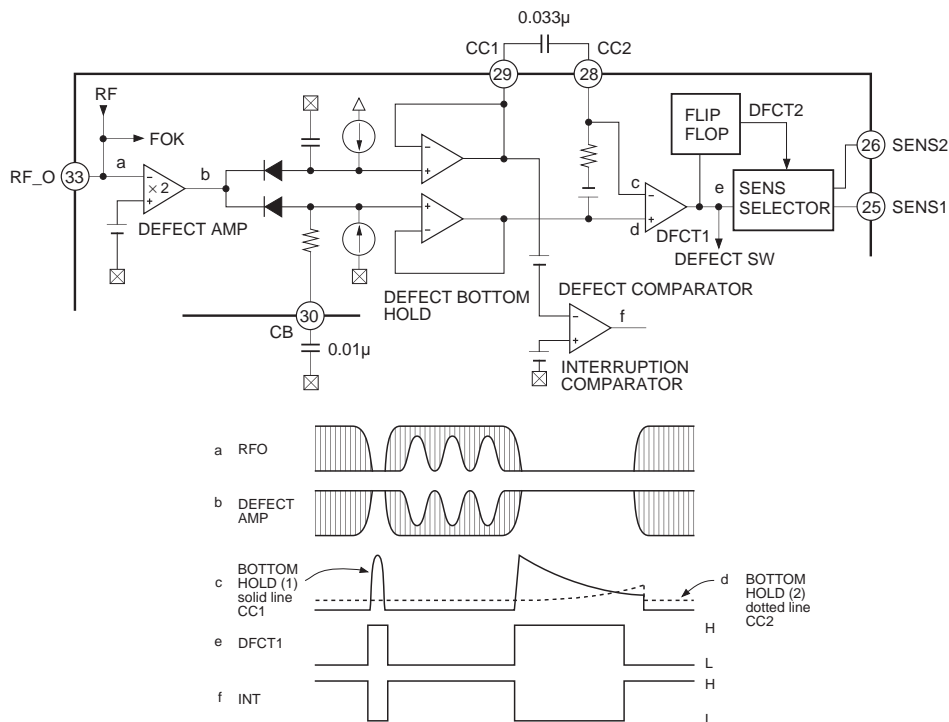 0.033µ
CC1
CC2
29
28
RF
FOK
a
33
RF_O
×2
b
DEFECT AMP
−
+
−
+
+
−
c
d
−
+
DFCT1
e
DEFECT SW
FLIP
FLOP
DFCT2
SENS
SELECTOR
26
SENS2
25
SENS1
DEFECT BOTTOM
HOLD
DEFECT COMPARATOR
−
+
f
INTERRUPTION
COMPARATOR
30
CB
0.01µ
a RFO
b DEFECT
AMP
c BOTTOM
HOLD (1)
solid line
CC1
d BOTTOM
HOLD (2)
dotted line
CC2
e DFCT1
H
L
f INT
H
L